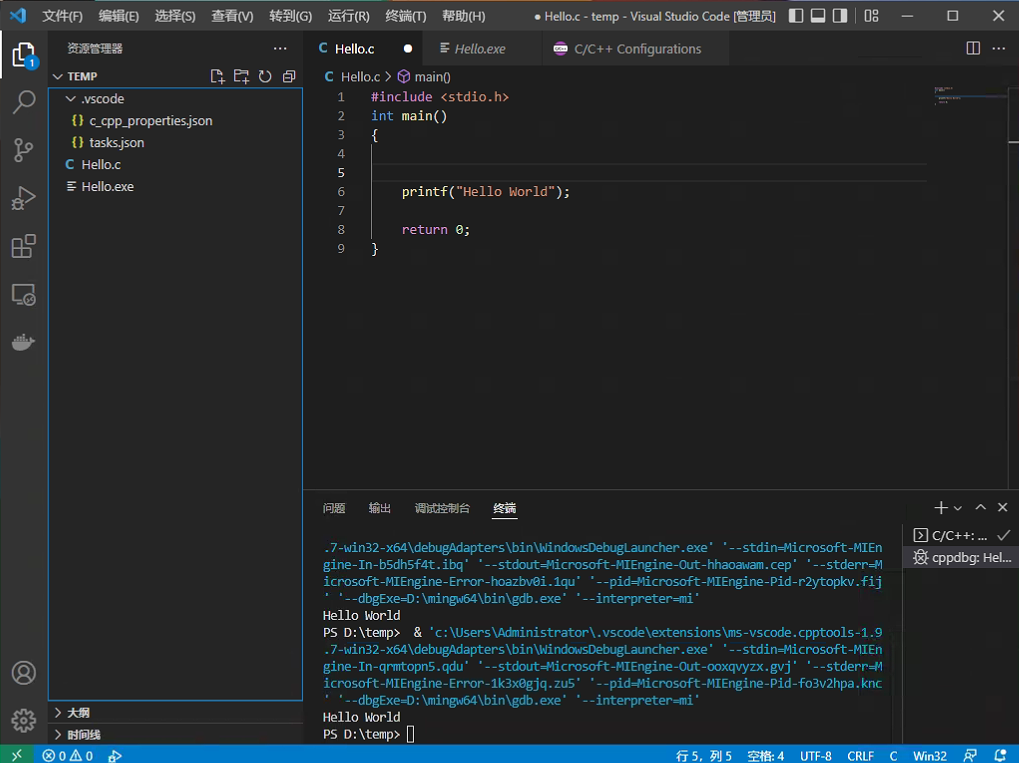 文件(F) 编辑(E) 选择(S) 查看(V) 转到(G) 运行(R) 终端(T) 帮助(H) ● Hello.c - temp - Visual Studio Code [管理员]
资源管理器 ···
C Hello.c ● Hello.exe C/C++ Configurations ···
1
TEMP
C Hello.c > main()
.vscode
{} c_cpp_properties.json
{} tasks.json
C Hello.c
Hello.exe
1 #include <stdio.h>
2 int main()
3 {
4
5
6 printf("Hello World");
7
8 return 0;
9 }
问题 输出 调试控制台 终端
C/C++: ...
cppdbg: Hel...
.7-win32-x64\debugAdapters\bin\WindowsDebugLauncher.exe' '--stdin=Microsoft-MIEn
gine-In-b5dh5f4t.ibq' '--stdout=Microsoft-MIEngine-Out-hhaoawam.cep' '--stderr=M
icrosoft-MIEngine-Error-hoazbv0i.1qu' '--pid=Microsoft-MIEngine-Pid-r2ytopkv.fij
' '--dbgExe=D:\mingw64\bin\gdb.exe' '--interpreter=mi'
Hello World
PS D:\temp>  & 'c:\Users\Administrator\.vscode\extensions\ms-vscode.cpptools-1.9
.7-win32-x64\debugAdapters\bin\WindowsDebugLauncher.exe' '--stdin=Microsoft-MIEn
gine-In-qrmtopn5.qdu' '--stdout=Microsoft-MIEngine-Out-ooxqvyzx.gvj' '--stderr=M
icrosoft-MIEngine-Error-1k3x0gjq.zu5' '--pid=Microsoft-MIEngine-Pid-fo3v2hpa.knc
' '--dbgExe=D:\mingw64\bin\gdb.exe' '--interpreter=mi'
Hello World
PS D:\temp>
大纲
时间线
0 0 行 5，列 5 空格: 4 UTF-8 CRLF C Win32